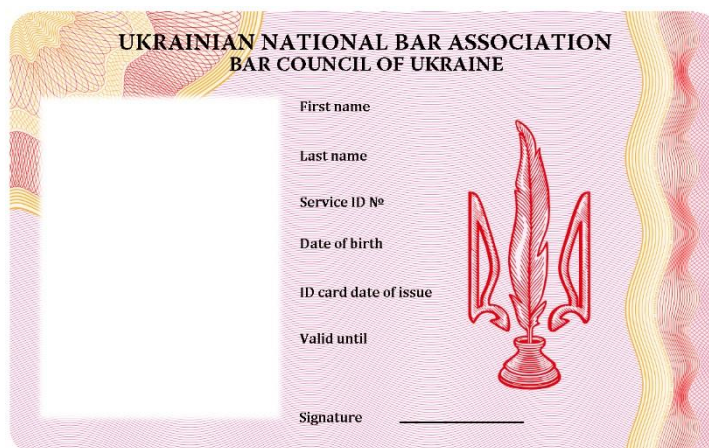 UKRAINIAN NATIONAL BAR ASSOCIATION
BAR COUNCIL OF UKRAINE
First name
Last name
Service ID №
Date of birth
ID card date of issue
Valid until
Signature